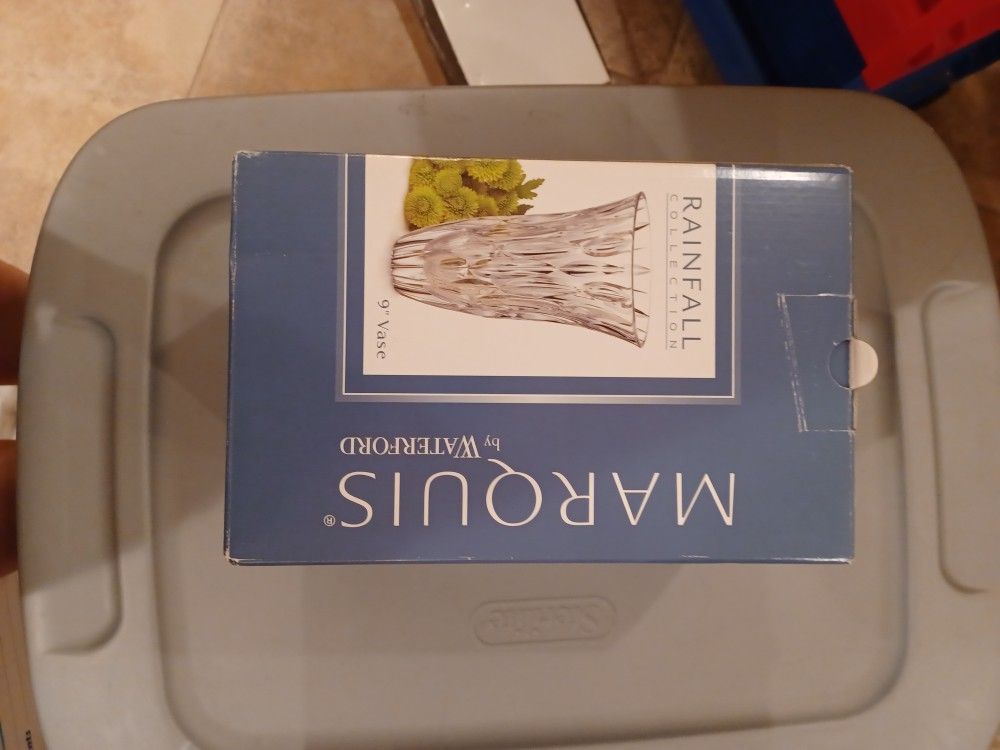 MARQUIS®
by WATERFORD
RAINFALL
COLLECTION
9" Vase
Sterilite